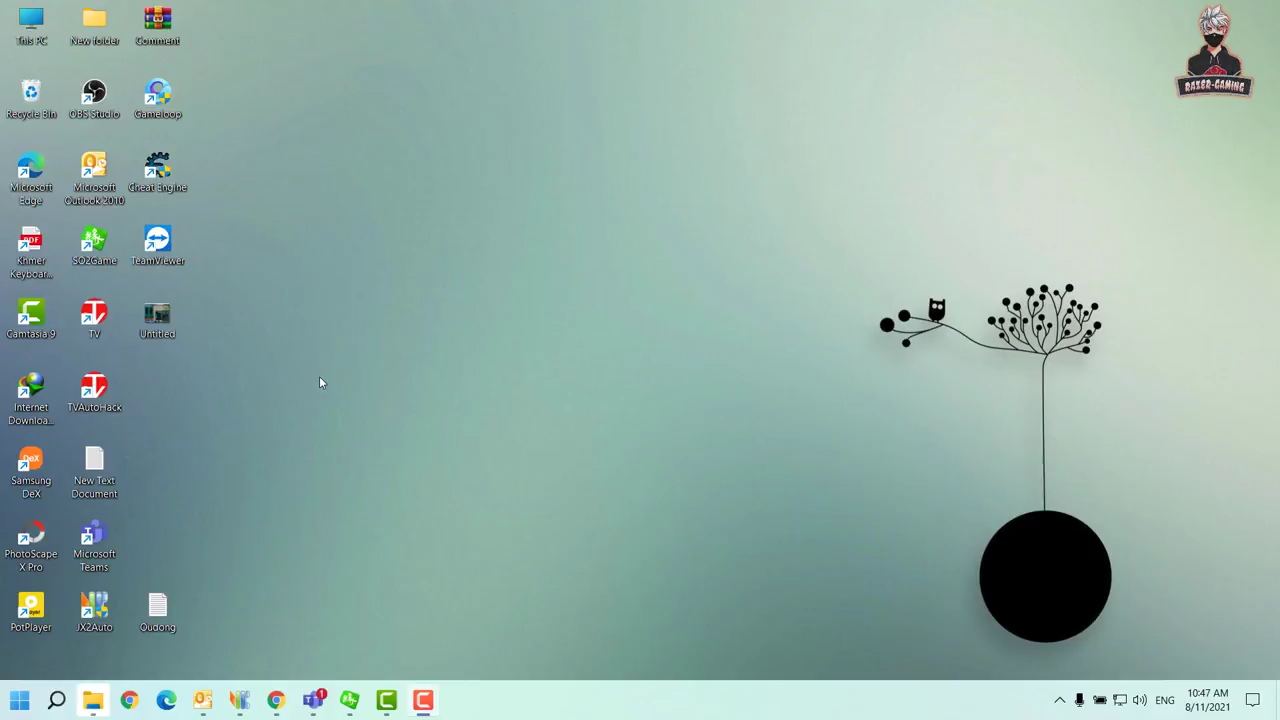 This PC
New folder
Comment
Recycle Bin
OBS Studio
Gameloop
Microsoft
Edge
Microsoft
Outlook 2010
Cheat Engine
Khmer
Keyboar...
SO2Game
TeamViewer
Camtasia 9
TV
Untitled
Internet
Downloa...
TVAutoHack
Samsung
DeX
New Text
Document
PhotoScape
X Pro
Microsoft
Teams
PotPlayer
JX2Auto
Oudong
RAZER-GAMING
ENG
10:47 AM
8/11/2021